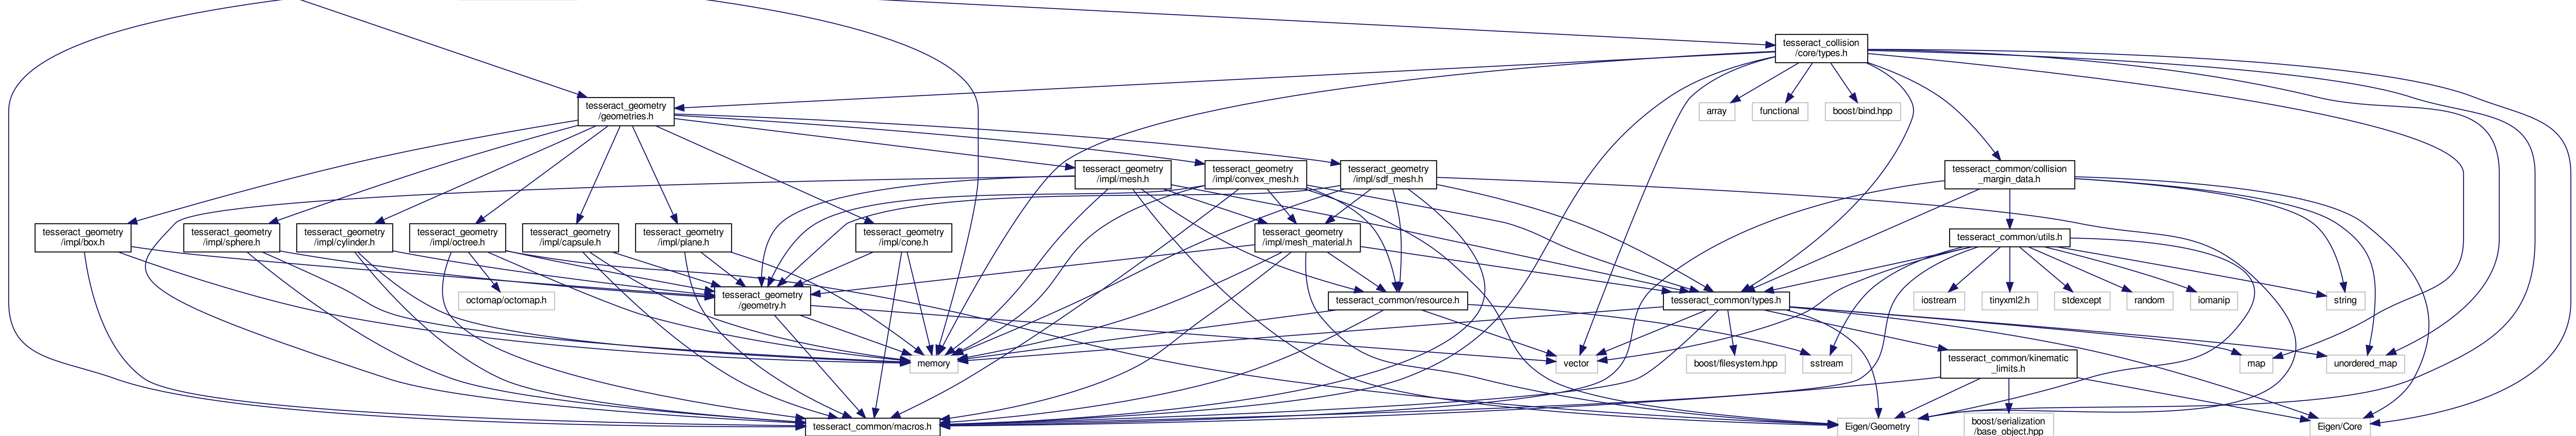 tesseract_collision
/core/types.h
tesseract_geometry
/geometries.h
array
functional
boost/bind.hpp
tesseract_geometry
/impl/mesh.h
tesseract_geometry
/impl/convex_mesh.h
tesseract_geometry
/impl/sdf_mesh.h
tesseract_common/collision
_margin_data.h
tesseract_geometry
/impl/box.h
tesseract_geometry
/impl/sphere.h
tesseract_geometry
/impl/cylinder.h
tesseract_geometry
/impl/octree.h
tesseract_geometry
/impl/capsule.h
tesseract_geometry
/impl/plane.h
tesseract_geometry
/impl/cone.h
tesseract_geometry
/impl/mesh_material.h
tesseract_common/utils.h
octomap/octomap.h
tesseract_geometry
/geometry.h
tesseract_common/resource.h
tesseract_common/types.h
iostream
tinyxml2.h
stdexcept
random
iomanip
string
memory
vector
boost/filesystem.hpp
sstream
tesseract_common/kinematic
_limits.h
map
unordered_map
tesseract_common/macros.h
Eigen/Geometry
boost/serialization
/base_object.hpp
Eigen/Core